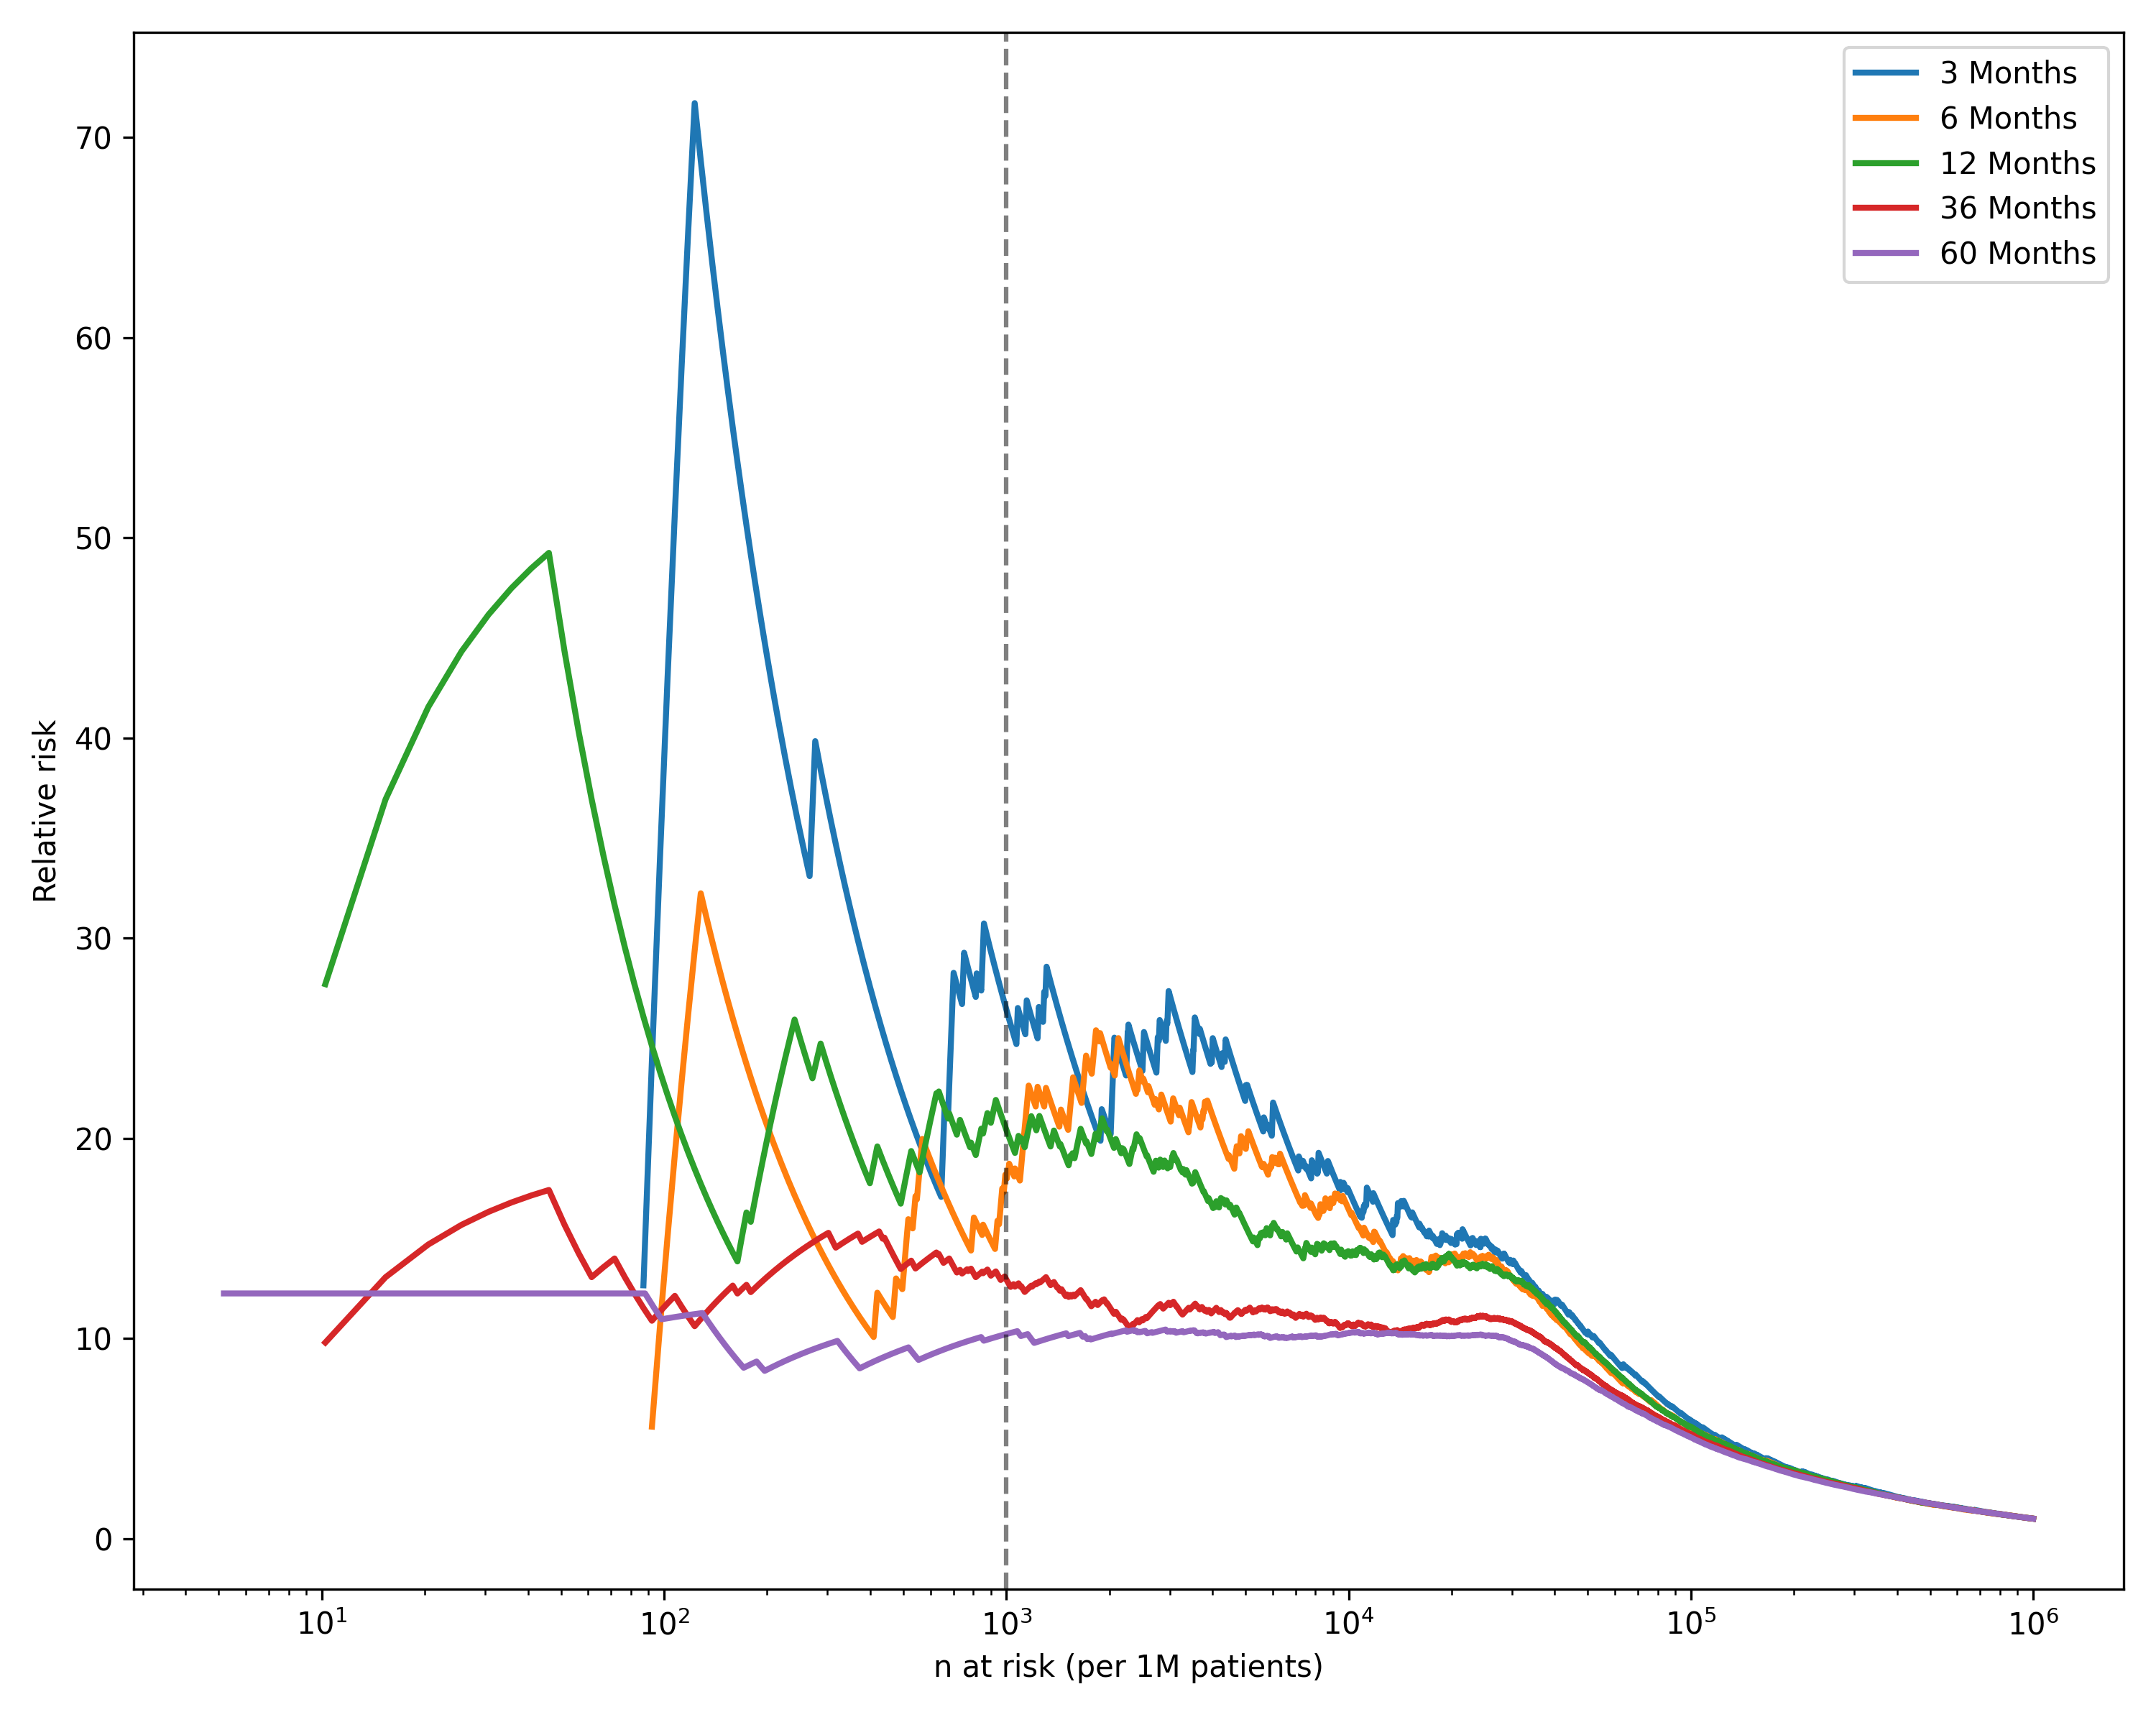 3 Months
6 Months
12 Months
36 Months
60 Months
Relative risk
70
60
50
40
30
20
10
0
10¹
10²
10³
10⁴
10⁵
10⁶
n at risk (per 1M patients)